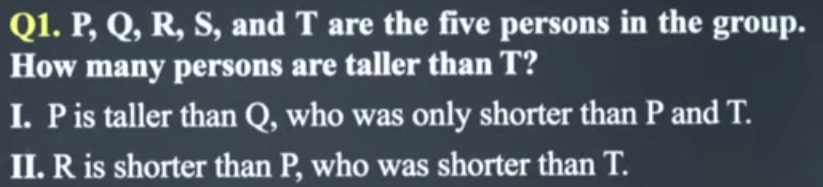 Q1. P, Q, R, S, and T are the five persons in the group.
How many persons are taller than T?
I. P is taller than Q, who was only shorter than P and T.
II. R is shorter than P, who was shorter than T.